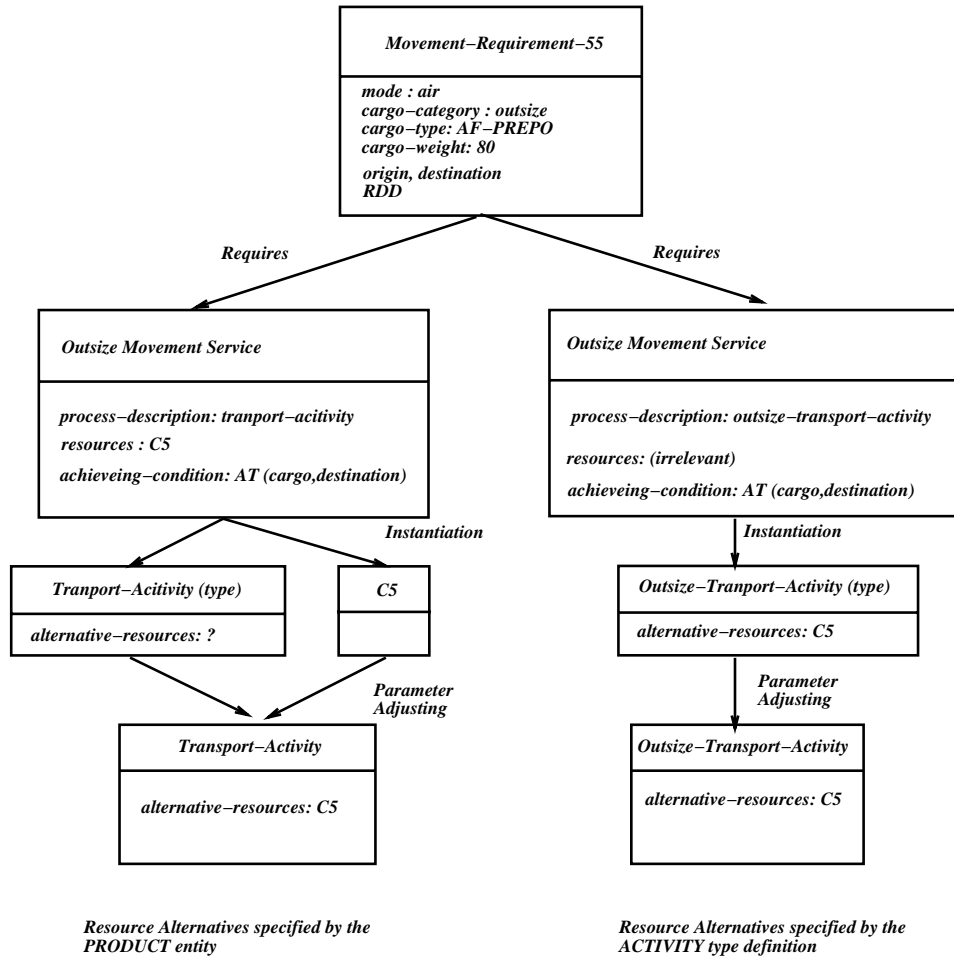 Movement–Requirement–55
mode : air
cargo–category : outsize
cargo–type: AF–PREPO
cargo–weight: 80
origin, destination
RDD
Requires
Requires
Outsize Movement Service
process–description: tranport–acitivity
resources : C5
achieveing–condition: AT (cargo,destination)
Outsize Movement Service
process–description: outsize–transport–activity
resources: (irrelevant)
achieveing–condition: AT (cargo,destination)
Instantiation
Instantiation
Tranport–Acitivity (type)
alternative–resources: ?
C5
Outsize–Tranport–Activity (type)
alternative–resources: C5
Parameter
Adjusting
Parameter
Adjusting
Transport–Activity
alternative–resources: C5
Outsize–Transport–Activity
alternative–resources: C5
Resource Alternatives specified by the
PRODUCT entity
Resource Alternatives specified by the
ACTIVITY type definition